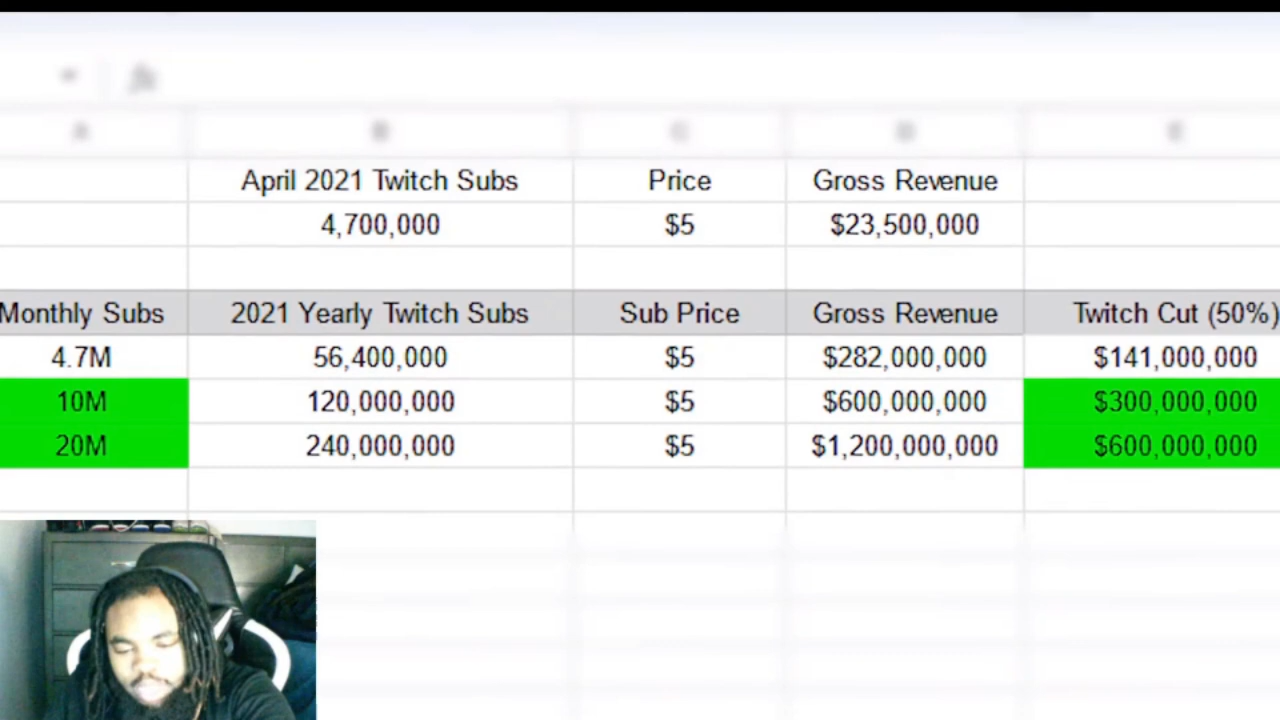 A B C D E
April 2021 Twitch Subs Price Gross Revenue
4,700,000 $5 $23,500,000
Monthly Subs 2021 Yearly Twitch Subs Sub Price Gross Revenue Twitch Cut (50%)
4.7M 56,400,000 $5 $282,000,000 $141,000,000
10M 120,000,000 $5 $600,000,000 $300,000,000
20M 240,000,000 $5 $1,200,000,000 $600,000,000